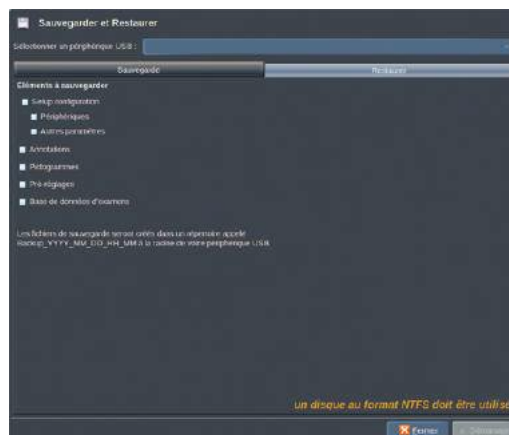 Sauvegarder et Restaurer
Sélectionner un périphérique USB :
Sauvegarde
Restaurer
Eléments à sauvegarder
Setup configuration
Périphériques
Autres paramètres
Annotations
Pictogrammes
Pré-réglages
Base de données d'examens
Les fichiers de sauvegarde seront créés dans un répertoire appelé
Backup_YYYY_MM_DD_HH_MM à la racine de votre périphérique USB
un disque au format NTFS doit être utilisé
Fermer